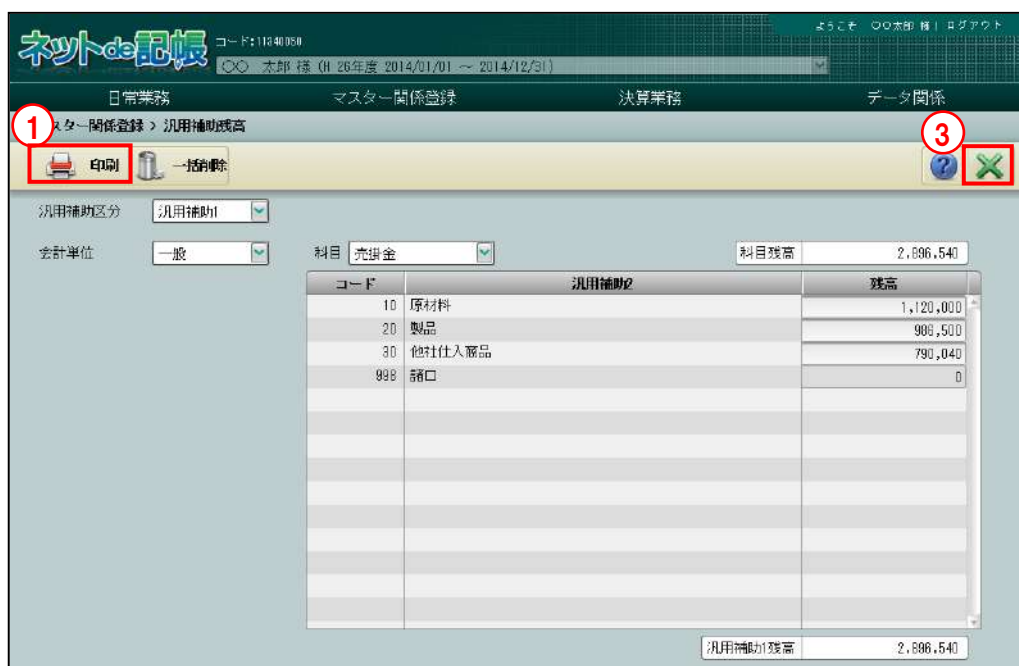 ようこそ 〇〇太郎 様 | ログアウト
ネットde記帳 コード:11340050
〇〇 太郎 様 (H 26年度 2014/01/01 ～ 2014/12/31)
日常業務 マスター関係登録 決算業務 データ関係
1 スター関係登録 > 汎用補助残高 3
印刷 一括削除 ?
汎用補助区分 汎用補助1
会計単位 一般 科目 売掛金 科目残高 2,896,540
コード 汎用補助2 残高
10 原材料 1,120,000
20 製品 986,500
30 他社仕入商品 790,040
998 諸口 0
汎用補助1残高 2,896,540